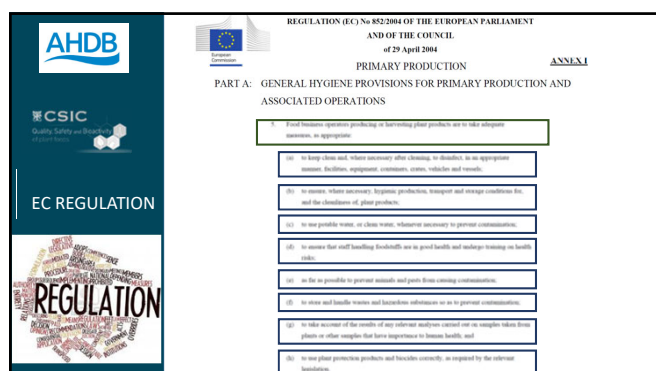 AHDB
CSIC
Quality, Safety and Bioactivity
of plant foods
EC REGULATION
REGULATION
European
Commission
REGULATION (EC) No 852/2004 OF THE EUROPEAN PARLIAMENT
AND OF THE COUNCIL
of 29 April 2004
ANNEX I
PRIMARY PRODUCTION
PART A: GENERAL HYGIENE PROVISIONS FOR PRIMARY PRODUCTION AND
ASSOCIATED OPERATIONS
5. Food business operators producing or harvesting plant products are to take adequate
measures, as appropriate:
(a) to keep clean and, where necessary after cleaning, to disinfect, in an appropriate
manner, facilities, equipment, containers, crates, vehicles and vessels;
(b) to ensure, where necessary, hygienic production, transport and storage conditions for,
and the cleanliness of, plant products;
(c) to use potable water, or clean water, whenever necessary to prevent contamination;
(d) to ensure that staff handling foodstuffs are in good health and undergo training on health
risks;
(e) as far as possible to prevent animals and pests from causing contamination;
(f) to store and handle wastes and hazardous substances so as to prevent contamination;
(g) to take account of the results of any relevant analyses carried out on samples taken from
plants or other samples that have importance to human health; and
(h) to use plant protection products and biocides correctly, as required by the relevant
legislation.